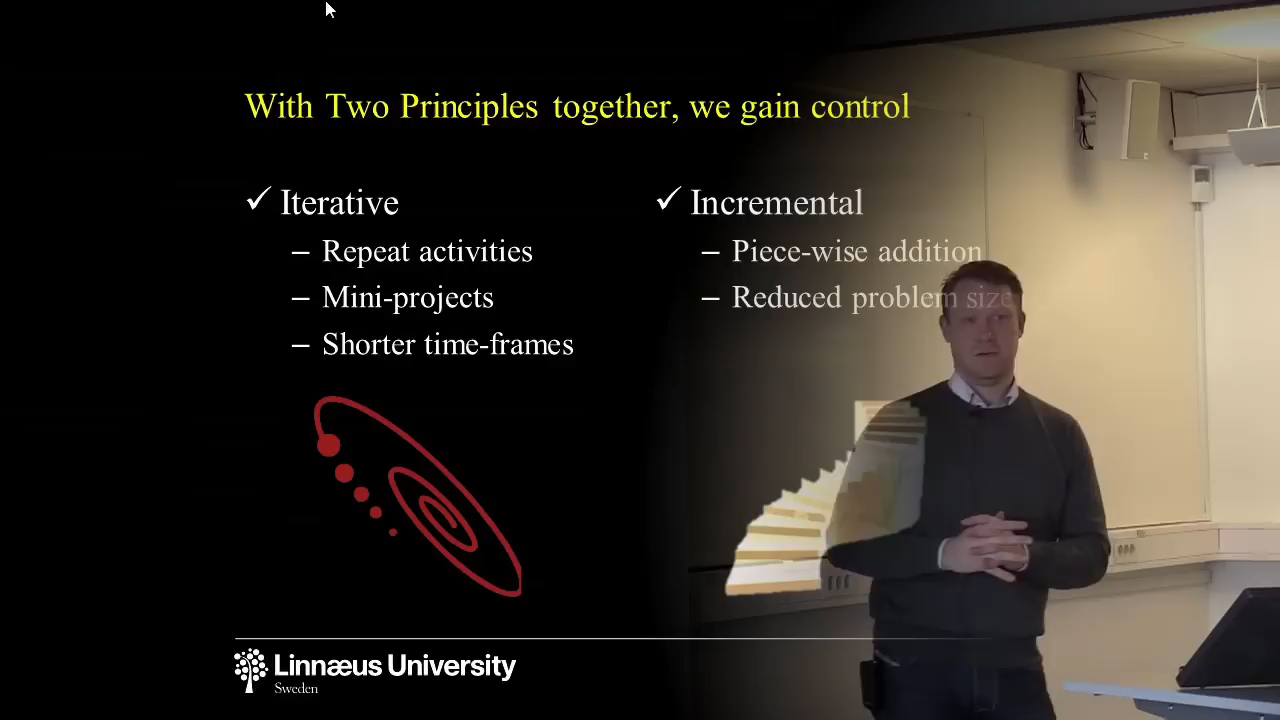 With Two Principles together, we gain control
✓ Iterative
– Repeat activities
– Mini-projects
– Shorter time-frames
✓ Incremental
– Piece-wise addition
– Reduced problem size
Linnæus University
Sweden